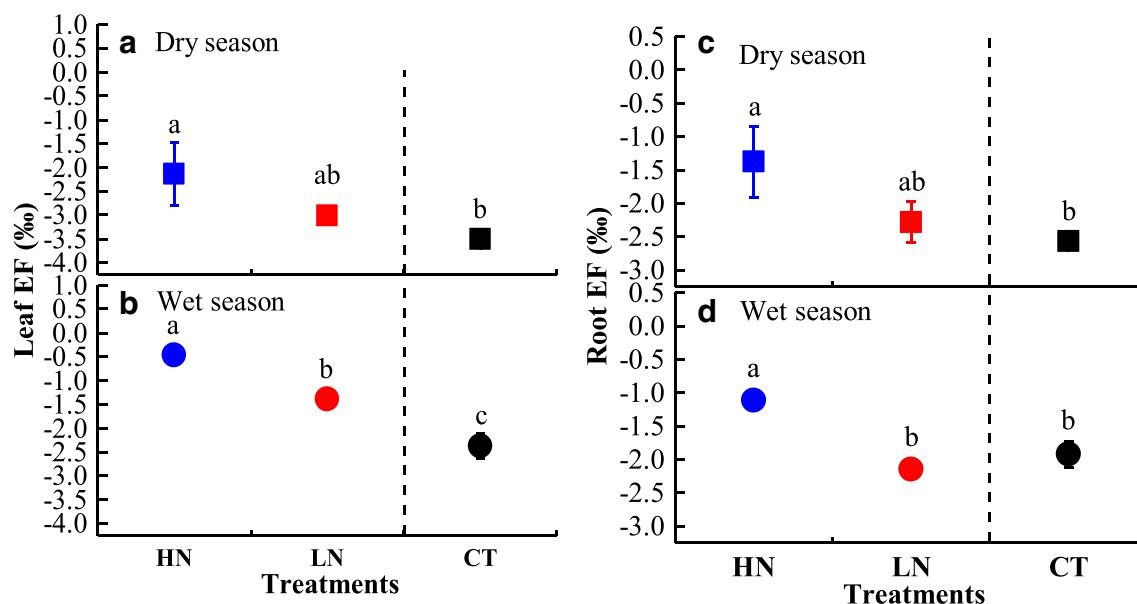 a Dry season
1.0
0.5
0.0
-0.5
-1.0
-1.5
-2.0
-2.5
-3.0
-3.5
-4.0
a
ab
b
b Wet season
1.0
0.5
0.0
-0.5
-1.0
-1.5
-2.0
-2.5
-3.0
-3.5
-4.0
a
b
c
Leaf EF (‰)
HN LN CT
Treatments
c Dry season
0.5
0.0
-0.5
-1.0
-1.5
-2.0
-2.5
-3.0
a
ab
b
d Wet season
0.5
0.0
-0.5
-1.0
-1.5
-2.0
-2.5
-3.0
a
b
b
Root EF (‰)
HN LN CT
Treatments